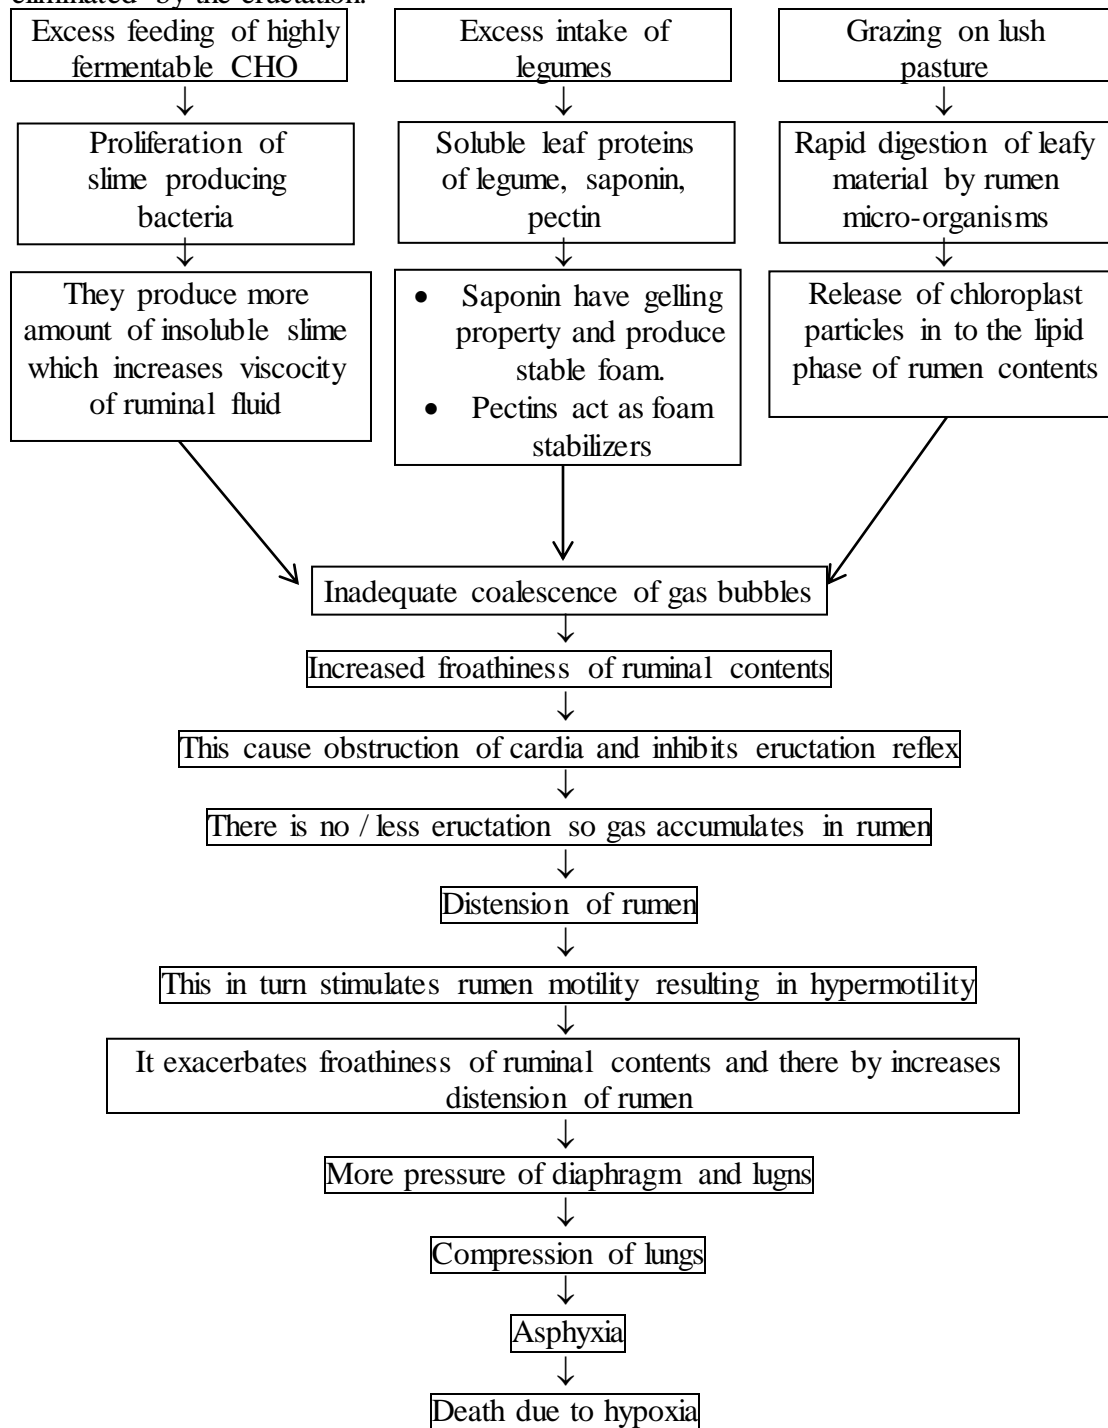 eliminated by the eructation.
Excess feeding of highly
fermentable CHO
↓
Proliferation of
slime producing
bacteria
↓
They produce more
amount of insoluble slime
which increases viscocity
of ruminal fluid
Excess intake of
legumes
↓
Soluble leaf proteins
of legume, saponin,
pectin
↓
• Saponin have gelling
property and produce
stable foam.
• Pectins act as foam
stabilizers
Grazing on lush
pasture
↓
Rapid digestion of leafy
material by rumen
micro-organisms
↓
Release of chloroplast
particles in to the lipid
phase of rumen contents
Inadequate coalescence of gas bubbles
↓
Increased froathiness of ruminal contents
↓
This cause obstruction of cardia and inhibits eructation reflex
↓
There is no / less eructation so gas accumulates in rumen
↓
Distension of rumen
↓
This in turn stimulates rumen motility resulting in hypermotility
↓
It exacerbates froathiness of ruminal contents and there by increases
distension of rumen
↓
More pressure of diaphragm and lugns
↓
Compression of lungs
↓
Asphyxia
↓
Death due to hypoxia